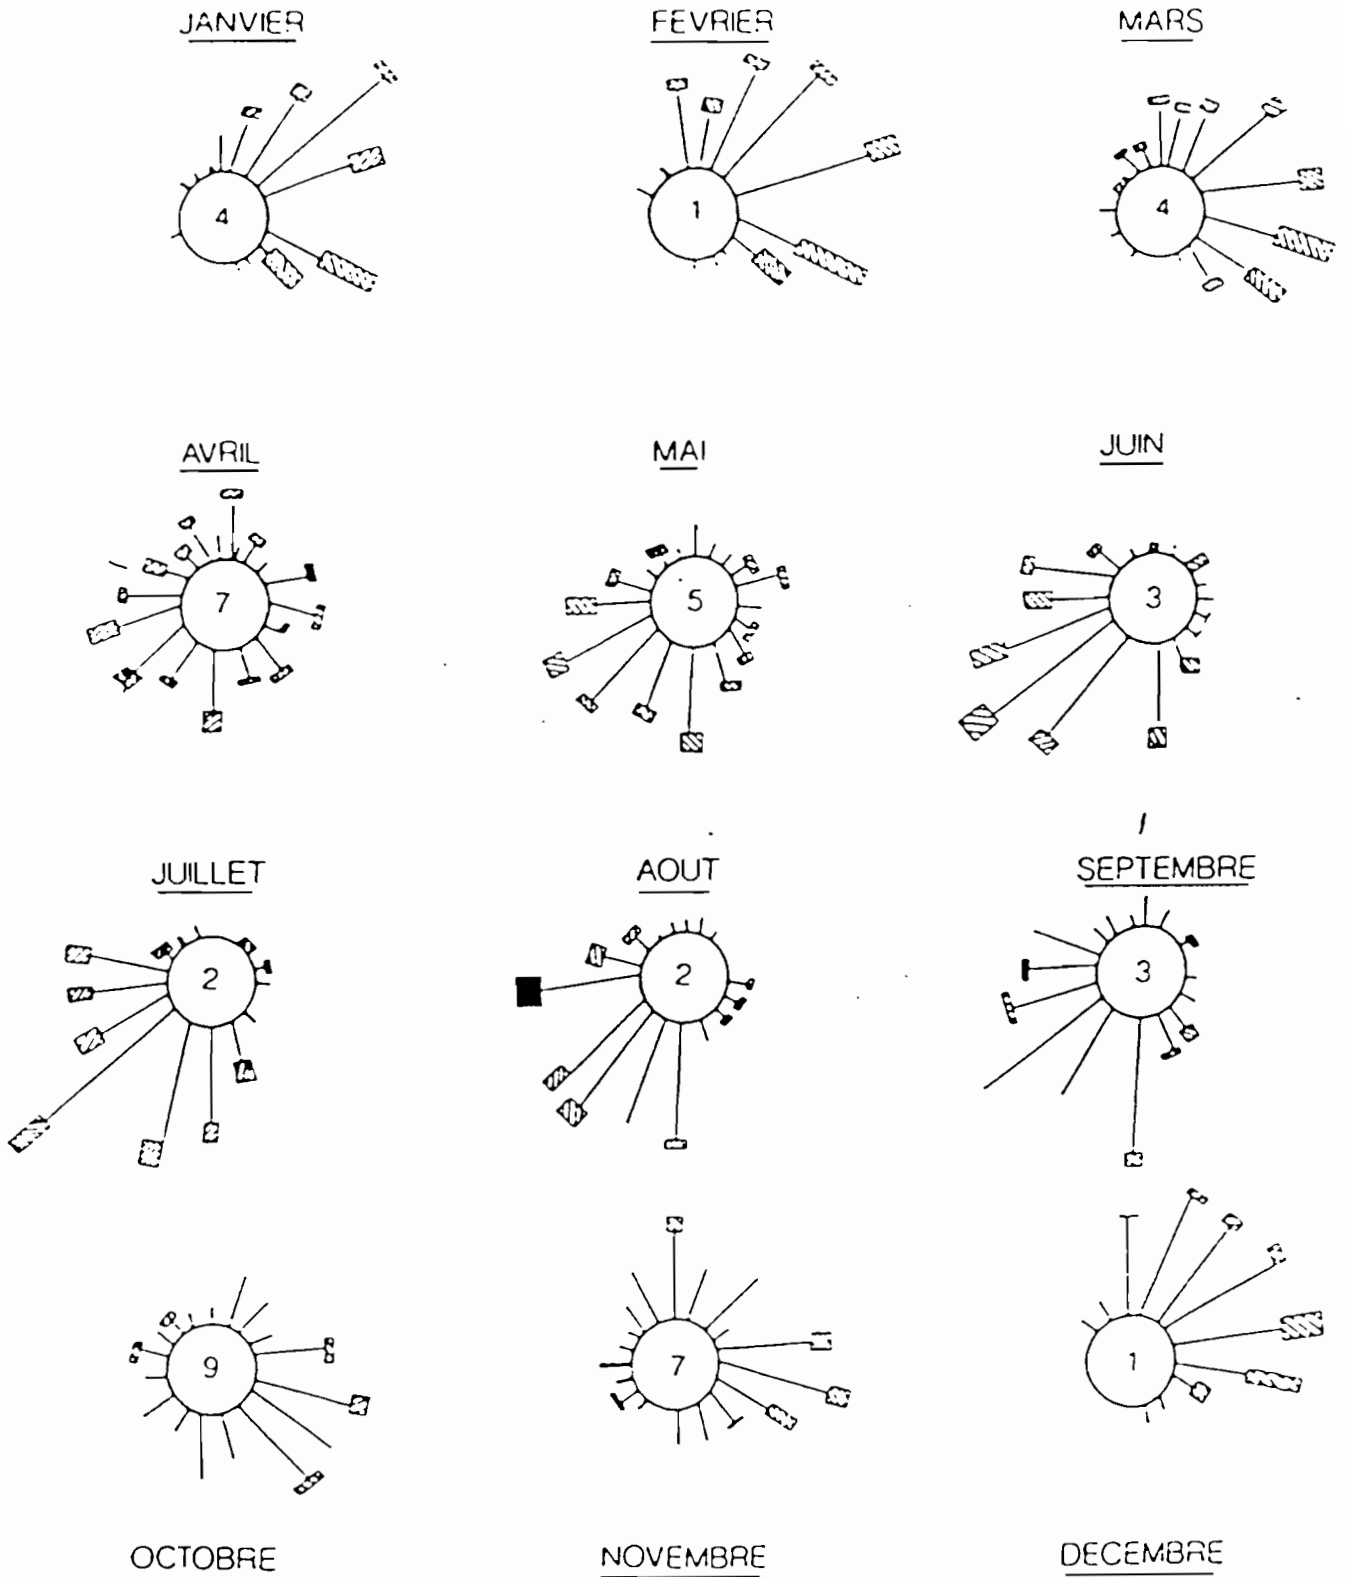 JANVIER FEVRIER MARS
4 1 4
AVRIL MAI JUIN
7 5 3
JUILLET AOUT SEPTEMBRE
2 2 3
9 7 1
OCTOBRE NOVEMBRE DECEMBRE